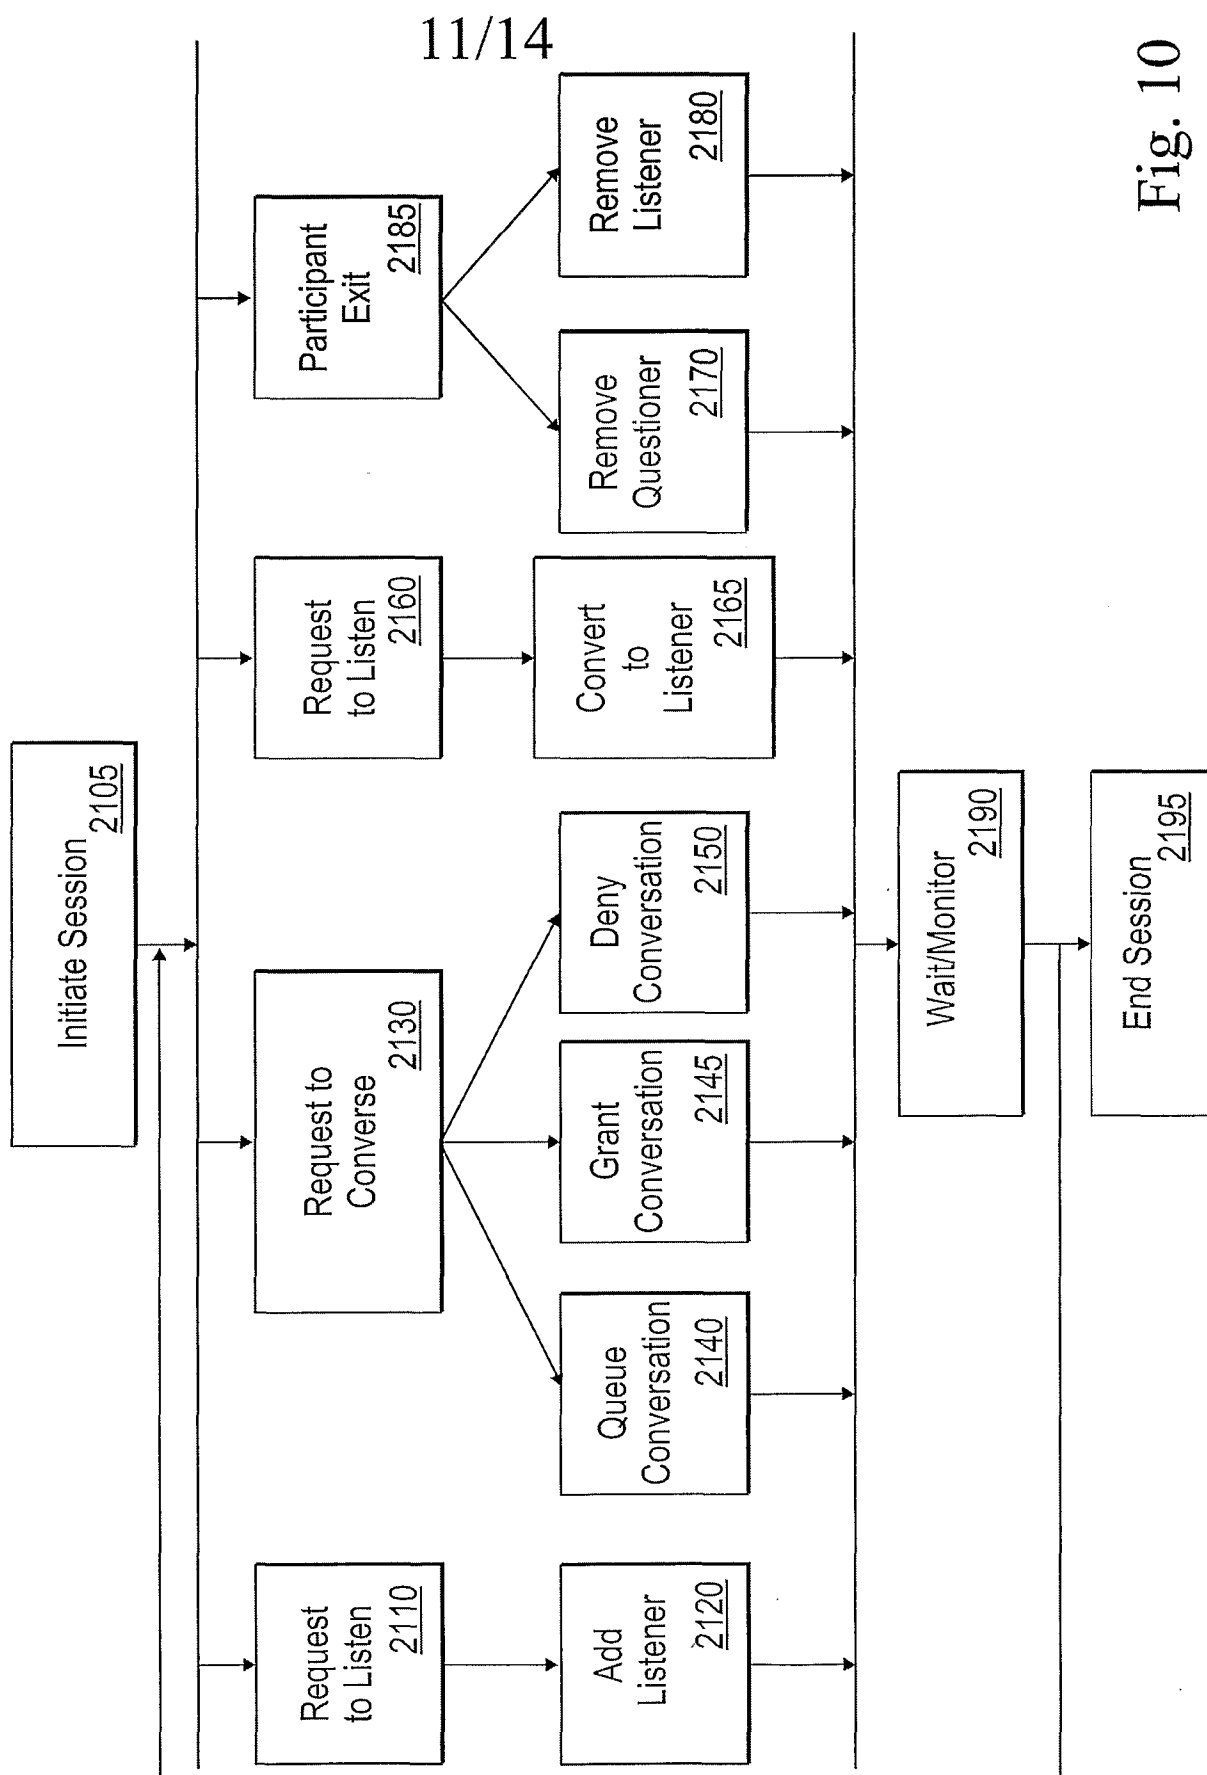 11/14
Initiate Session
2105
Request
to Listen
2110
Request to
Converse
2130
Request
to Listen
2160
Participant
Exit
2185
Add
Listener
2120
Queue
Conversation
2140
Grant
Conversation
2145
Deny
Conversation
2150
Convert
to
Listener
2165
Remove
Questioner
2170
Remove
Listener
2180
Wait/Monitor
2190
End Session
2195
Fig. 10